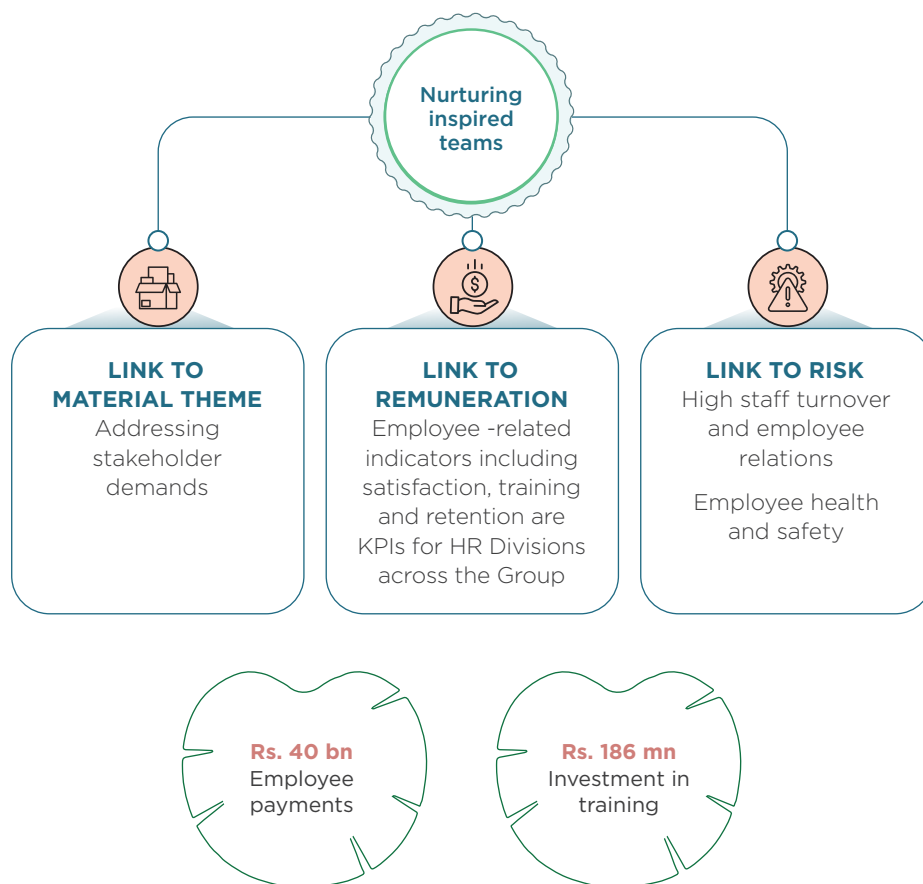 Nurturing
inspired
teams
LINK TO
MATERIAL THEME
Addressing
stakeholder
demands
LINK TO
REMUNERATION
Employee -related
indicators including
satisfaction, training
and retention are
KPIs for HR Divisions
across the Group
LINK TO RISK
High staff turnover
and employee
relations
Employee health
and safety
Rs. 40 bn
Employee
payments
Rs. 186 mn
Investment in
training